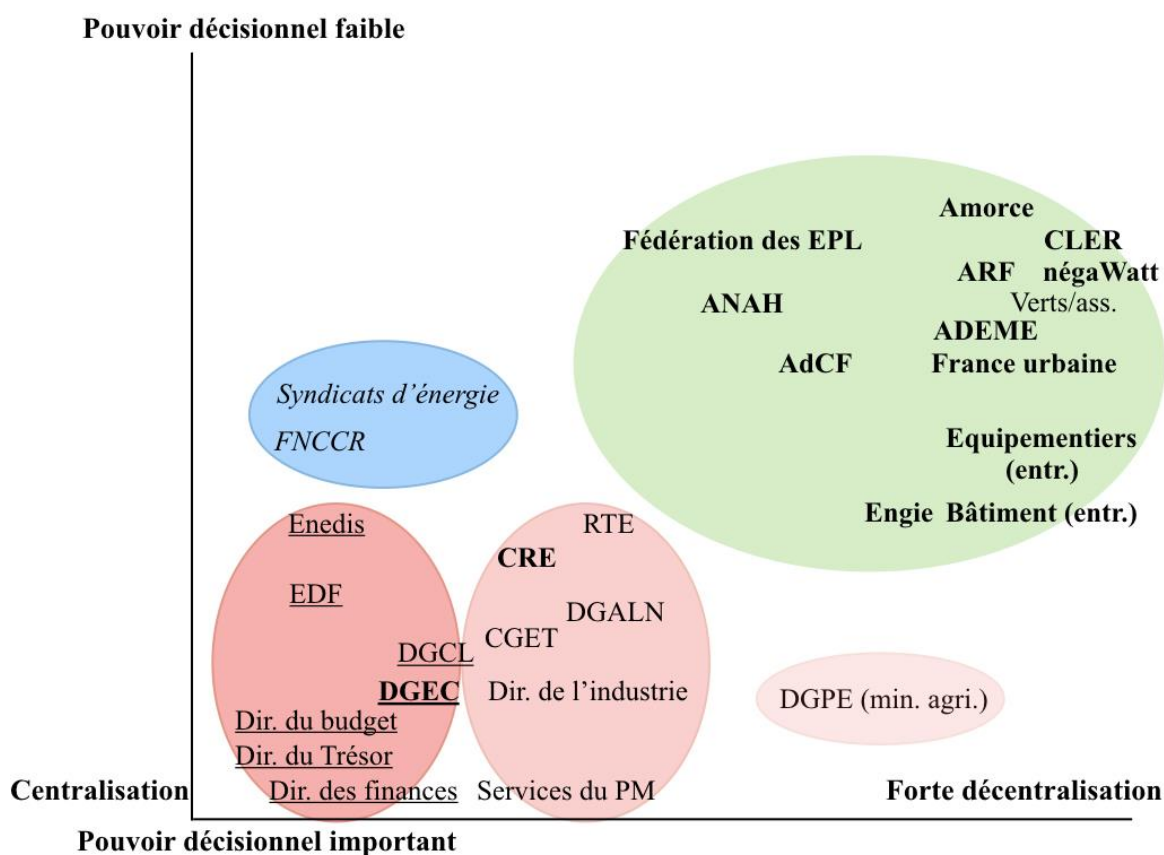 Pouvoir décisionnel faible
Amorce
Fédération des EPL
CLER
ARF
négaWatt
ANAH
Verts/ass.
ADEME
AdCF
France urbaine
Syndicats d’énergie
FNCCR
Equipementiers
(entr.)
Engie
Bâtiment (entr.)
Enedis
RTE
CRE
EDF
DGALN
CGET
DGCL
DGEC
Dir. de l’industrie
DGPE (min. agri.)
Dir. du budget
Dir. du Trésor
Centralisation
Dir. des finances
Services du PM
Forte décentralisation
Pouvoir décisionnel important